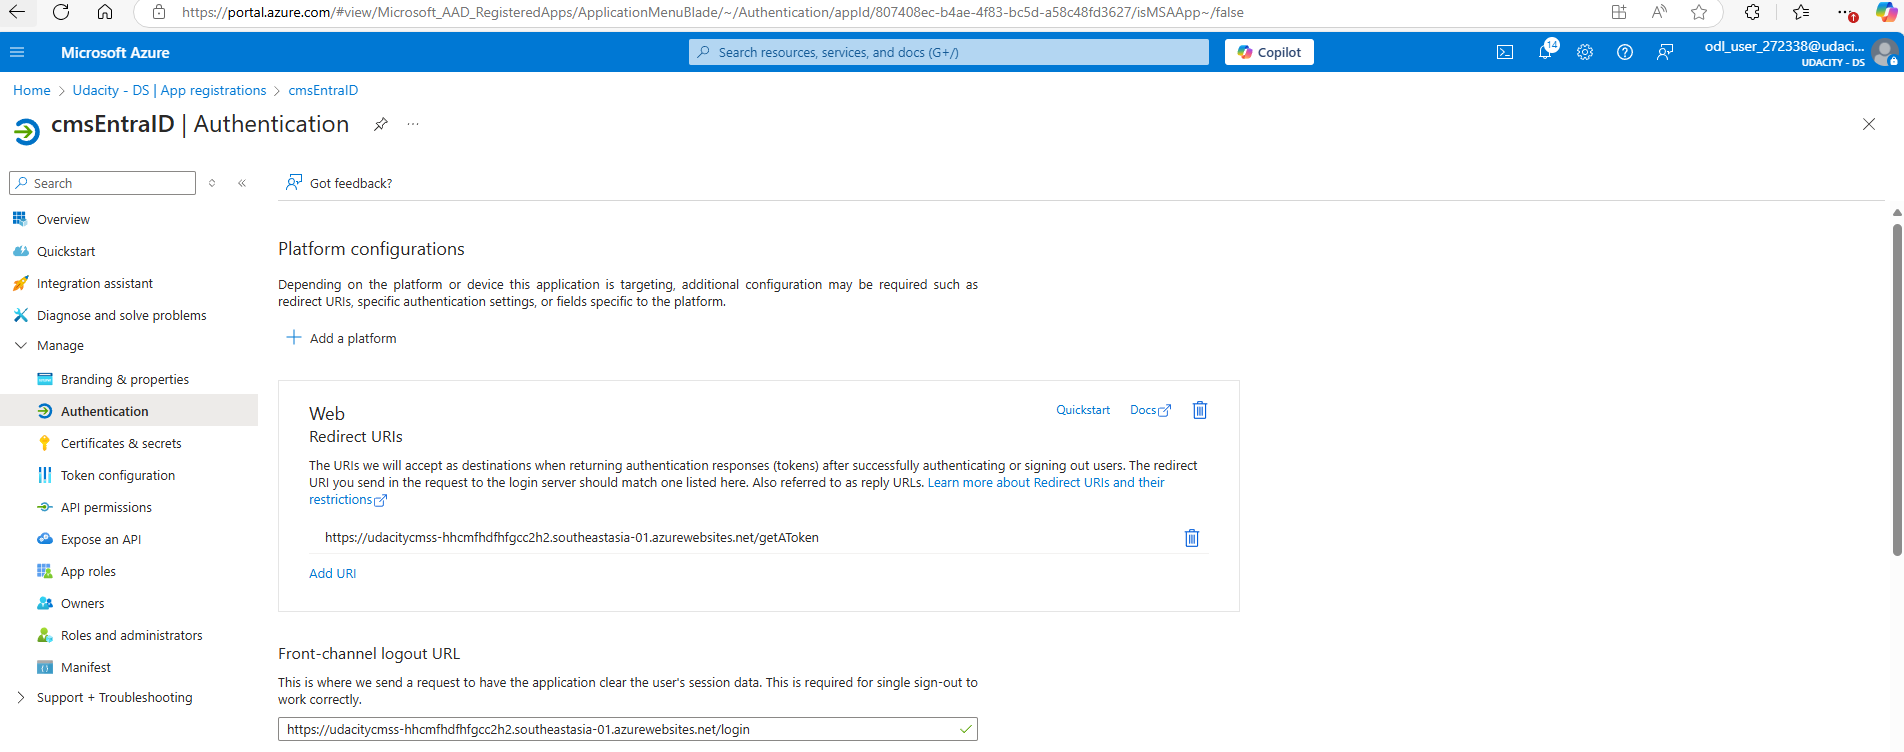 https://portal.azure.com/#view/Microsoft_AAD_RegisteredApps/ApplicationMenuBlade/~/Authentication/appId/807408ec-b4ae-4f83-bc5d-a58c48fd3627/isMSAApp~/false
Microsoft Azure
Search resources, services, and docs (G+/)
Copilot
14
odl_user_272338@udaci...
UDACITY - DS
Home > Udacity - DS | App registrations > cmsEntraID
cmsEntraID | Authentication
Search
Got feedback?
Overview
Quickstart
Integration assistant
Diagnose and solve problems
Manage
Branding & properties
Authentication
Certificates & secrets
Token configuration
API permissions
Expose an API
App roles
Owners
Roles and administrators
Manifest
Support + Troubleshooting
Platform configurations
Depending on the platform or device this application is targeting, additional configuration may be required such as
redirect URIs, specific authentication settings, or fields specific to the platform.
Add a platform
Web
Quickstart
Docs
Redirect URIs
The URIs we will accept as destinations when returning authentication responses (tokens) after successfully authenticating or signing out users. The redirect
URI you send in the request to the login server should match one listed here. Also referred to as reply URLs. Learn more about Redirect URIs and their
restrictions
https://udacitycmss-hhcmfhdfhfgcc2h2.southeastasia-01.azurewebsites.net/getAToken
Add URI
Front-channel logout URL
This is where we send a request to have the application clear the user's session data. This is required for single sign-out to
work correctly.
https://udacitycmss-hhcmfhdfhfgcc2h2.southeastasia-01.azurewebsites.net/login